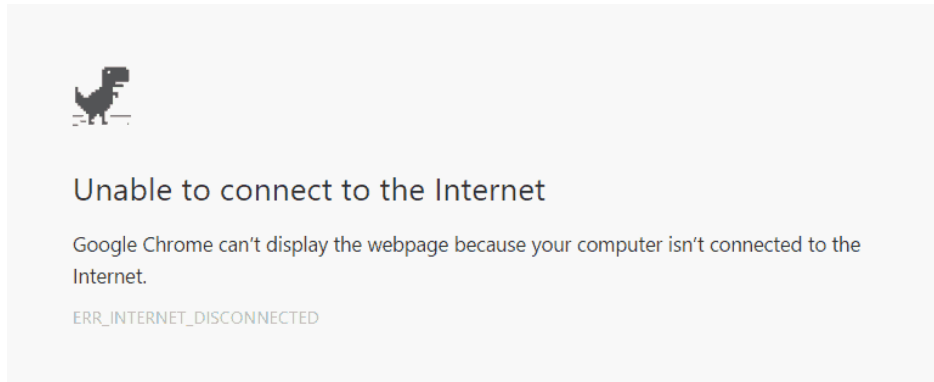 Unable to connect to the Internet
Google Chrome can’t display the webpage because your computer isn’t connected to the
Internet.
ERR_INTERNET_DISCONNECTED